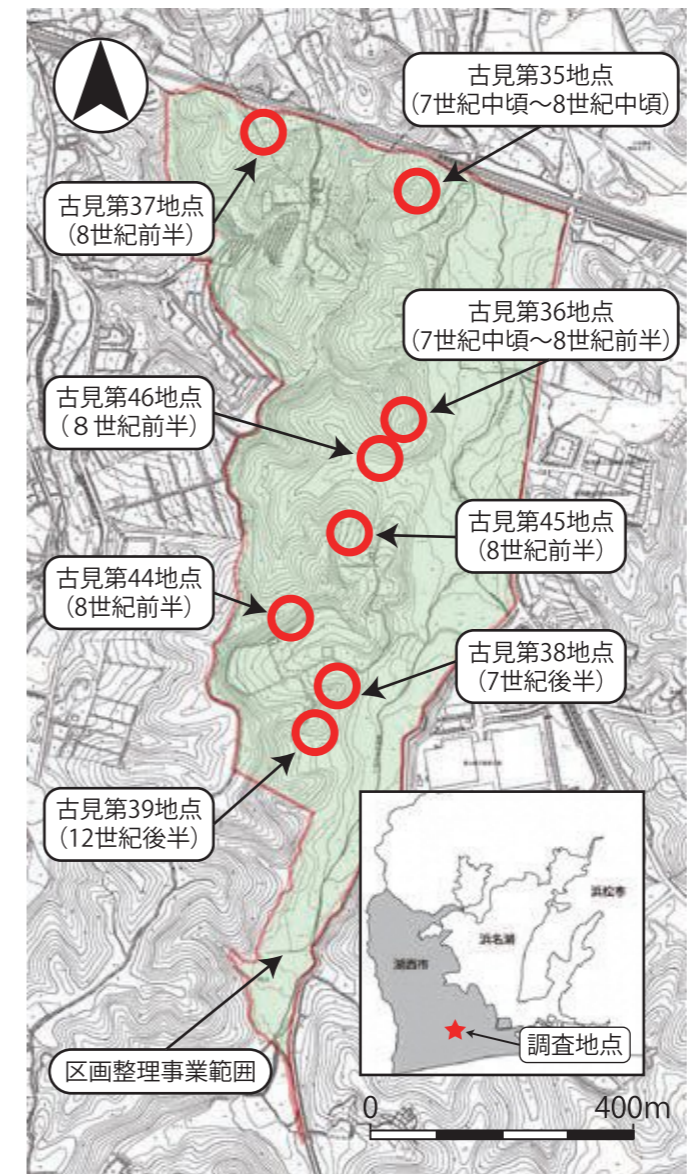 古見第35地点
（7世紀中頃～8世紀中頃）
古見第37地点
（8世紀前半）
古見第36地点
（7世紀中頃～8世紀前半）
古見第46地点
（８世紀前半）
古見第45地点
（8世紀前半）
古見第44地点
（8世紀前半）
古見第38地点
（7世紀後半）
古見第39地点
（12世紀後半）
浜松市
浜名湖
湖西市
調査地点
区画整理事業範囲
0
400m